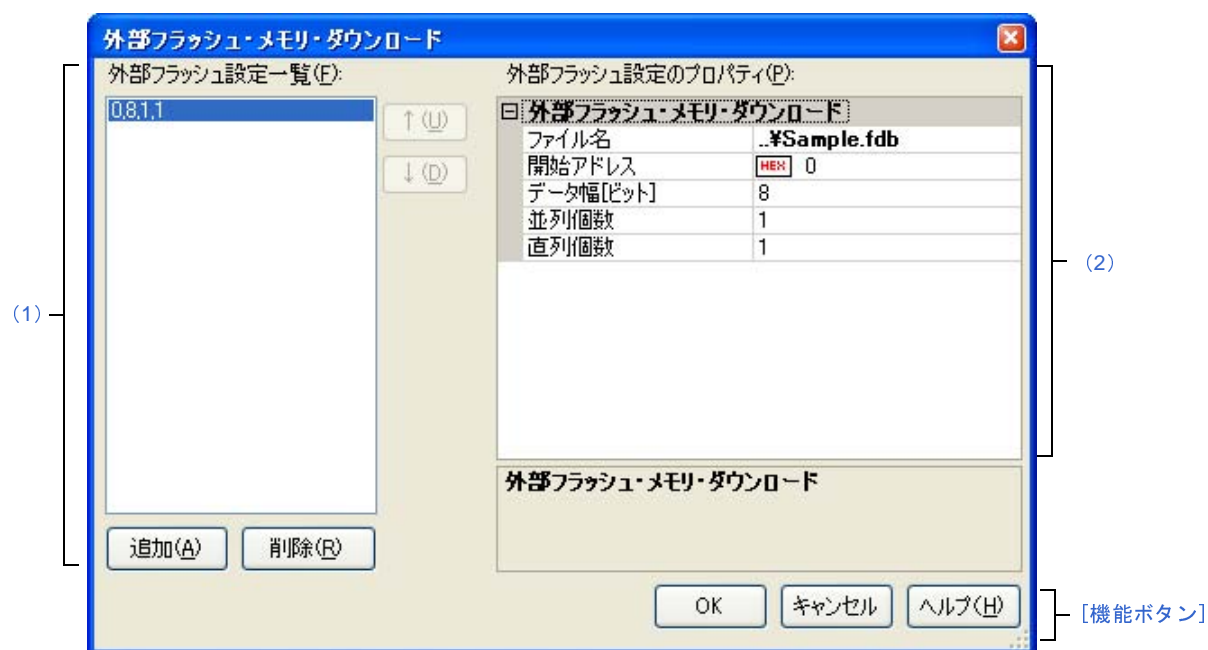 外部フラッシュ・メモリ・ダウンロード
外部フラッシュ設定一覧(F):
0,8,1,1
↑(U)
↓(D)
追加(A)
削除(R)
外部フラッシュ設定のプロパティ(P):
外部フラッシュ・メモリ・ダウンロード
ファイル名 ..¥Sample.fdb
開始アドレス HEX 0
データ幅[ビット] 8
並列個数 1
直列個数 1
外部フラッシュ・メモリ・ダウンロード
OK
キャンセル
ヘルプ(H)
(1)
(2)
[機能ボタン]